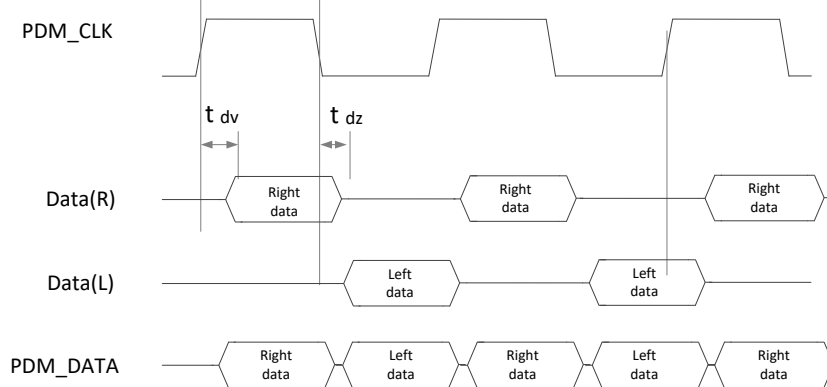 PDM_CLK
t dv
t dz
Data(R)
Right
data
Right
data
Right
data
Data(L)
Left
data
Left
data
PDM_DATA
Right
data
Left
data
Right
data
Left
data
Right
data